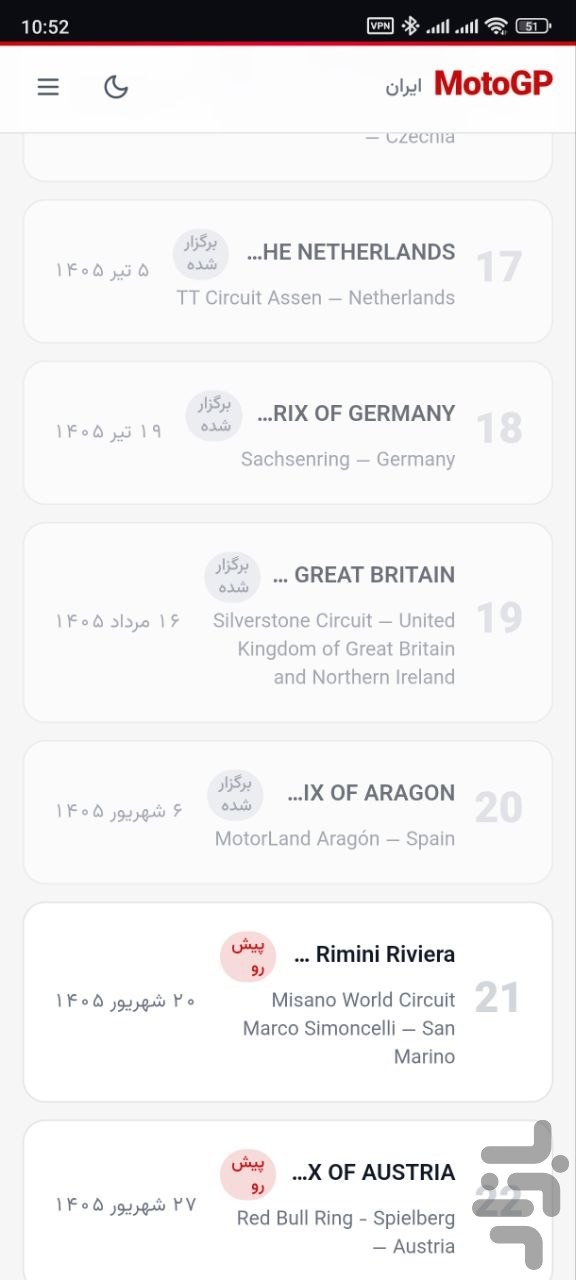 10:52
VPN
51
MotoGP ایران
Czechia —
17
…HE NETHERLANDS
برگزار
شده
۵ تیر ۱۴۰۵
TT Circuit Assen — Netherlands
18
…RIX OF GERMANY
برگزار
شده
۱۹ تیر ۱۴۰۵
Sachsenring — Germany
19
… GREAT BRITAIN
برگزار
شده
۱۶ مرداد ۱۴۰۵
Silverstone Circuit — United
Kingdom of Great Britain
and Northern Ireland
20
…IX OF ARAGON
برگزار
شده
۶ شهریور ۱۴۰۵
MotorLand Aragón — Spain
21
… Rimini Riviera
پیش
رو
۲۰ شهریور ۱۴۰۵
Misano World Circuit
Marco Simoncelli — San
Marino
22
…X OF AUSTRIA
پیش
رو
۲۷ شهریور ۱۴۰۵
Red Bull Ring - Spielberg
— Austria
بازار